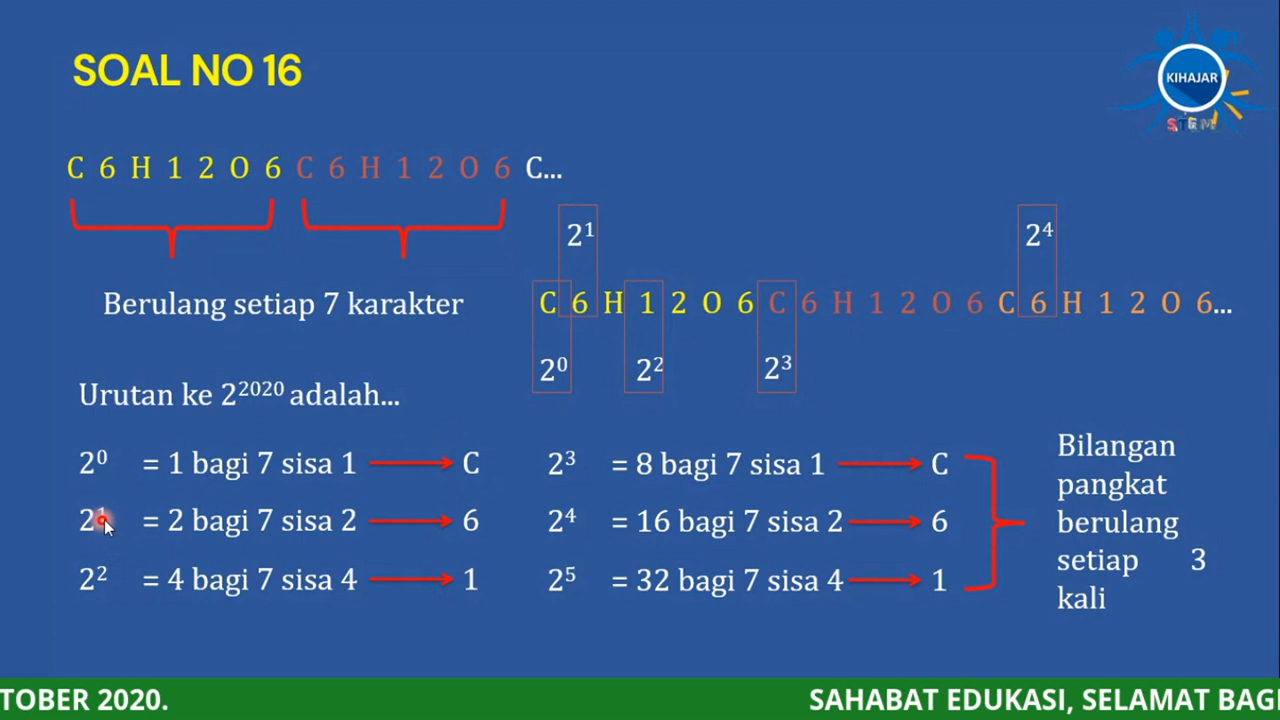 SOAL NO 16
KIHAJAR
STEM
C 6 H 1 2 O 6 C 6 H 1 2 O 6 C...
Berulang setiap 7 karakter
2¹ 2⁴
C 6 H 1 2 O 6 C 6 H 1 2 O 6 C 6 H 1 2 O 6...
2⁰ 2² 2³
Urutan ke 2²⁰²⁰ adalah...
2⁰ = 1 bagi 7 sisa 1 → C
2¹ = 2 bagi 7 sisa 2 → 6
2² = 4 bagi 7 sisa 4 → 1
2³ = 8 bagi 7 sisa 1 → C
2⁴ = 16 bagi 7 sisa 2 → 6
2⁵ = 32 bagi 7 sisa 4 → 1
Bilangan
pangkat
berulang
setiap 3
kali
TOBER 2020. SAHABAT EDUKASI, SELAMAT BAGI